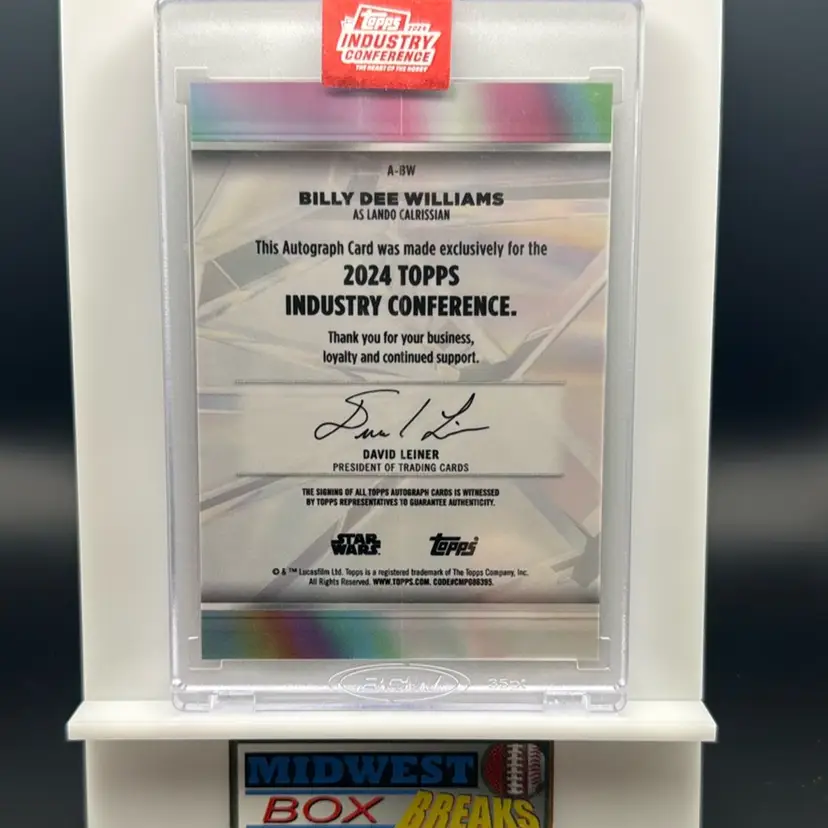 Topps 2024
INDUSTRY
CONFERENCE
THE HEART OF THE HOBBY
A-BW
BILLY DEE WILLIAMS
AS LANDO CALRISSIAN
This Autograph Card was made exclusively for the
2024 TOPPS
INDUSTRY CONFERENCE.
Thank you for your business,
loyalty and continued support.
DAVID LEINER
PRESIDENT OF TRADING CARDS
THE SIGNING OF ALL TOPPS AUTOGRAPH CARDS IS WITNESSED
BY TOPPS REPRESENTATIVES TO GUARANTEE AUTHENTICITY.
STAR WARS. Topps
© & ™ Lucasfilm Ltd. Topps is a registered trademark of The Topps Company, Inc.
All Rights Reserved. WWW.TOPPS.COM. CODE#CMP086395.
35pt
MIDWEST
BOX BREAKS